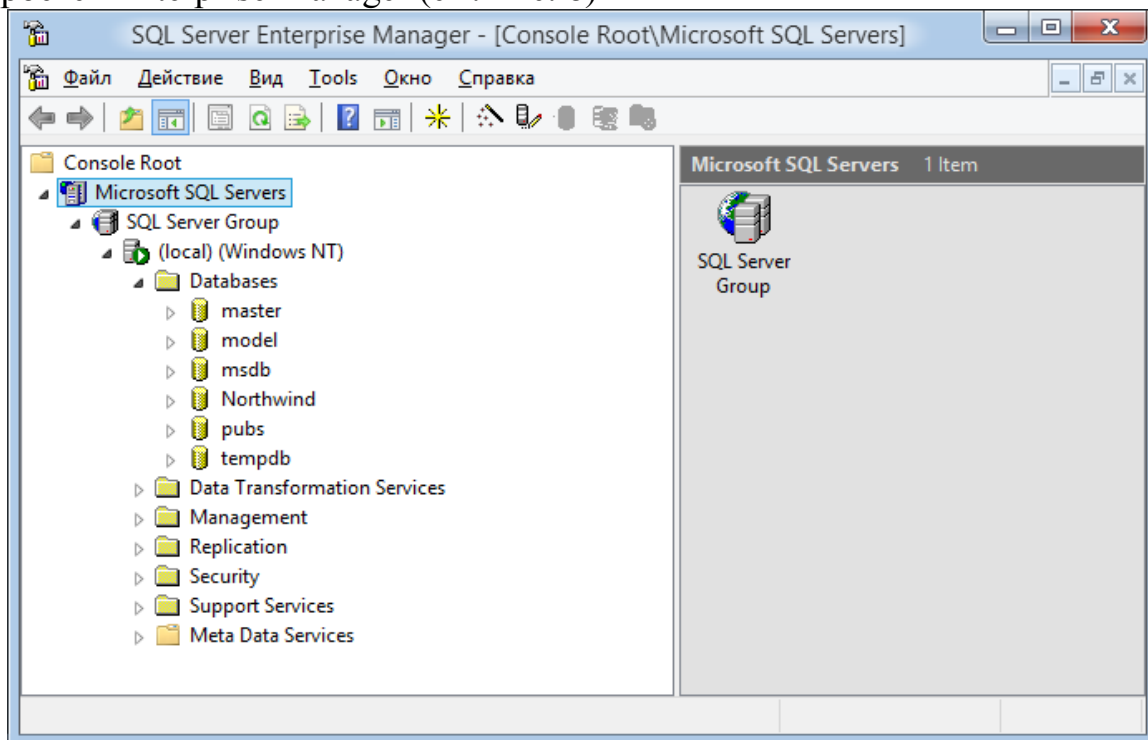 SQL Server Enterprise Manager - [Console Root\Microsoft SQL Servers]
Файл Действие Вид Tools Окно Справка
Console Root
Microsoft SQL Servers
SQL Server Group
(local) (Windows NT)
Databases
master
model
msdb
Northwind
pubs
tempdb
Data Transformation Services
Management
Replication
Security
Support Services
Meta Data Services
Microsoft SQL Servers 1 Item
SQL Server
Group